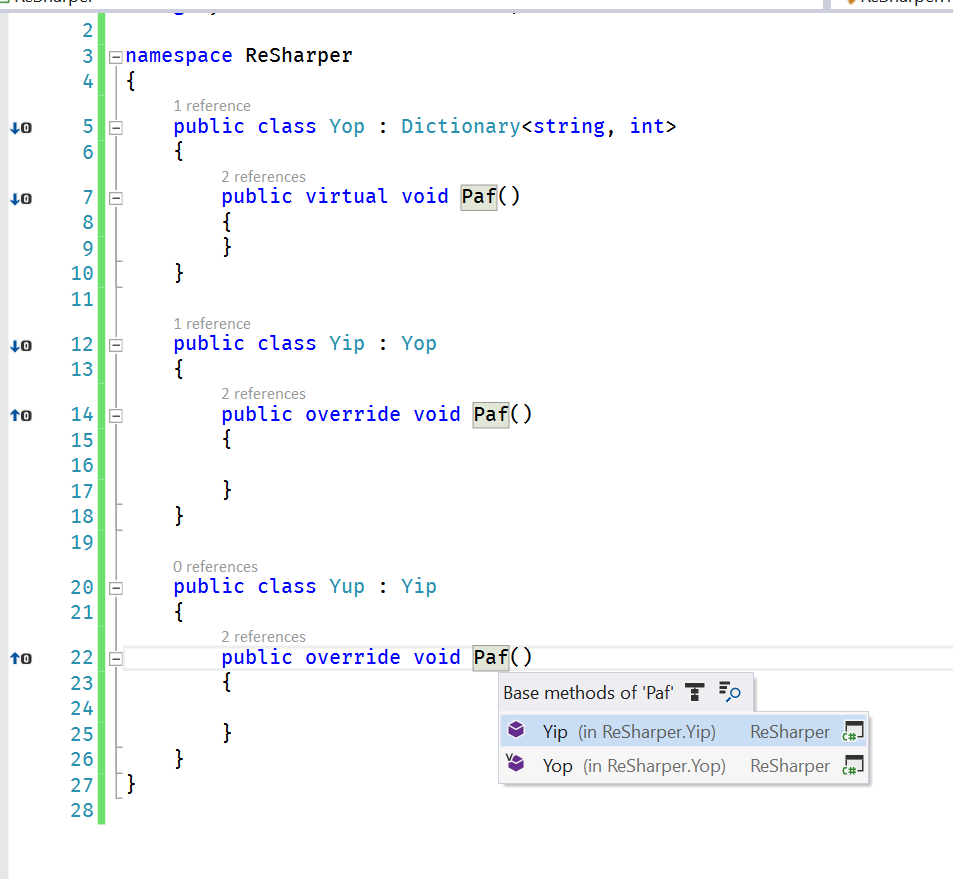 ReSharper
2
3 namespace ReSharper
4 {
1 reference
5 public class Yop : Dictionary<string, int>
6 {
2 references
7 public virtual void Paf()
8 {
9 }
10 }
11
1 reference
12 public class Yip : Yop
13 {
2 references
14 public override void Paf()
15 {
16
17 }
18 }
19
0 references
20 public class Yup : Yip
21 {
2 references
22 public override void Paf()
23 {
Base methods of 'Paf'
24
25 }
Yip (in ReSharper.Yip) ReSharper C#
26 }
Yop (in ReSharper.Yop) ReSharper C#
27 }
28